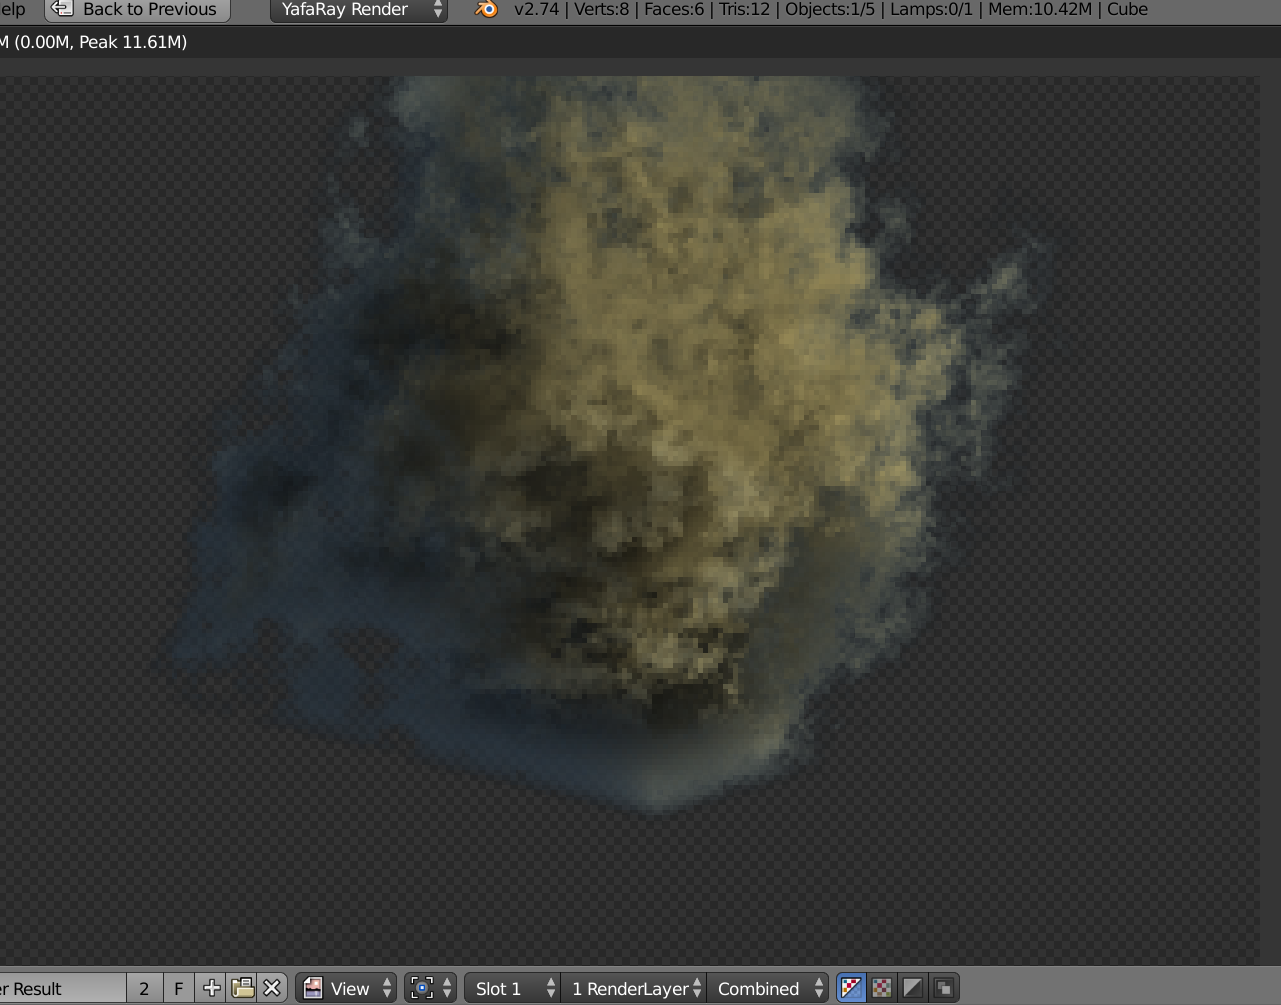 elp Back to Previous YafaRay Render v2.74 | Verts:8 | Faces:6 | Tris:12 | Objects:1/5 | Lamps:0/1 | Mem:10.42M | Cube
M (0.00M, Peak 11.61M)
er Result 2 F View Slot 1 1 RenderLayer Combined